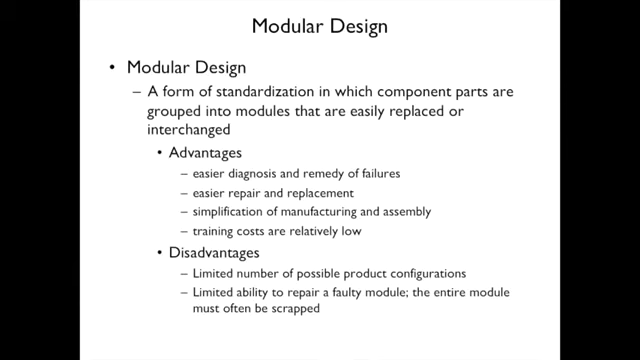 Modular Design
• Modular Design
– A form of standardization in which component parts are
grouped into modules that are easily replaced or
interchanged
• Advantages
– easier diagnosis and remedy of failures
– easier repair and replacement
– simplification of manufacturing and assembly
– training costs are relatively low
• Disadvantages
– Limited number of possible product configurations
– Limited ability to repair a faulty module; the entire module
must often be scrapped